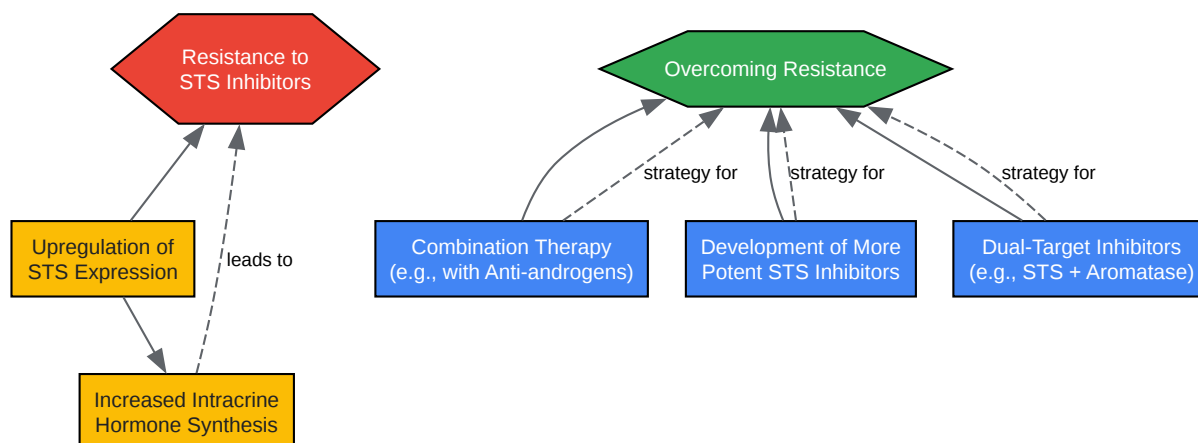 Resistance to
STS Inhibitors
Overcoming Resistance
strategy for
strategy for
strategy for
Upregulation of
STS Expression
leads to
Combination Therapy
(e.g., with Anti-androgens)
Development of More
Potent STS Inhibitors
Dual-Target Inhibitors
(e.g., STS + Aromatase)
Increased Intracrine
Hormone Synthesis